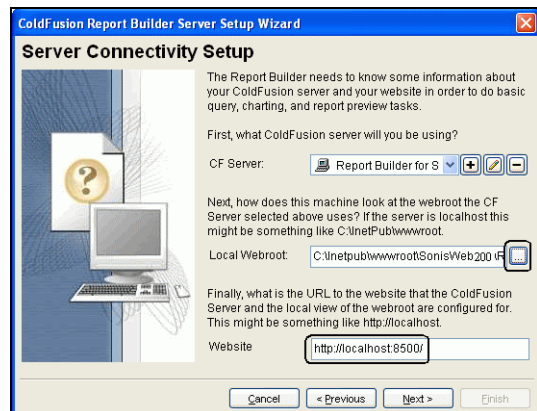 ColdFusion Report Builder Server Setup Wizard
Server Connectivity Setup
The Report Builder needs to know some information about
your ColdFusion server and your website in order to do basic
query, charting, and report preview tasks.
First, what ColdFusion server will you be using?
CF Server: Report Builder for S
Next, how does this machine look at the webroot the CF
Server selected above uses? If the server is localhost this
might be something like C:\InetPub\wwwroot.
Local Webroot: C:\Inetpub\wwwroot\SonisWeb200\R ...
Finally, what is the URL to the website that the ColdFusion
Server and the local view of the webroot are configured for.
This might be something like http://localhost.
Website http://localhost:8500/
Cancel < Previous Next > Finish